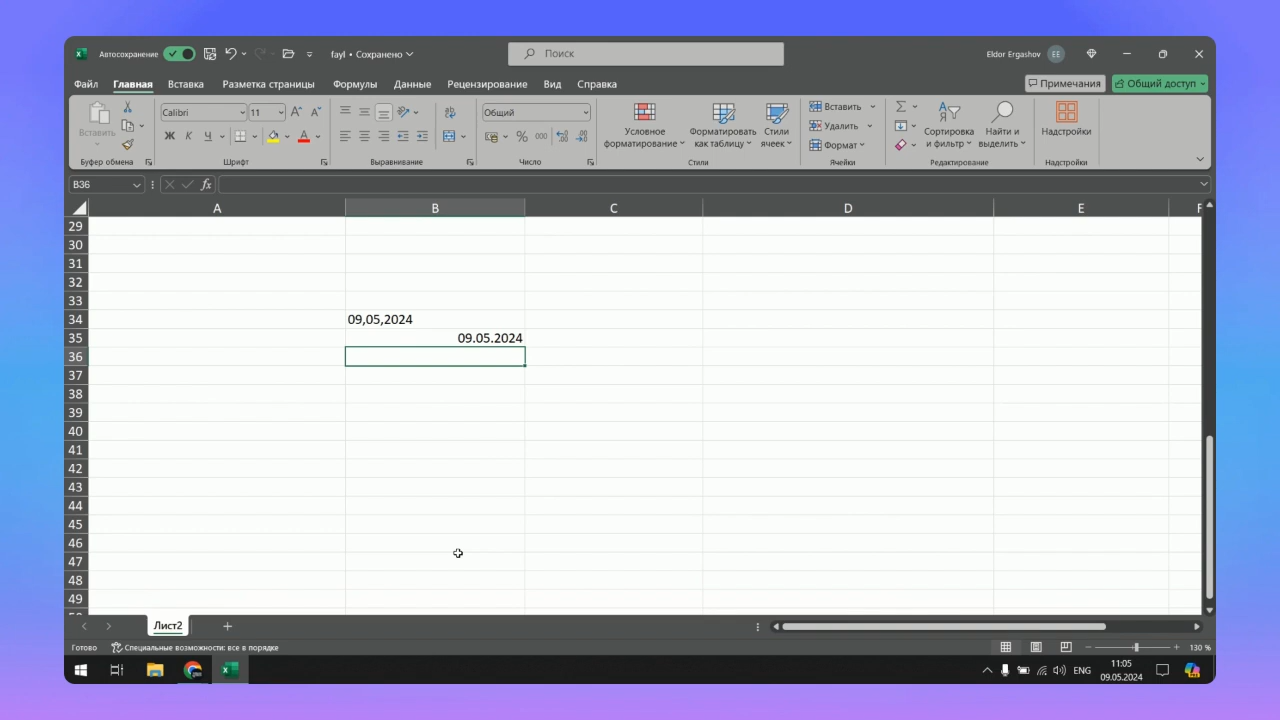 Автосохранение fayl • Сохранено Поиск Eldor Ergashov EE
Файл Главная Вставка Разметка страницы Формулы Данные Рецензирование Вид Справка Примечания Общий доступ
Вставить
Буфер обмена
Calibri 11
Ж К Ч
Шрифт
Выравнивание
Общий
% 000
Число
Условное форматирование
Форматировать как таблицу
Стили ячеек
Стили
Вставить
Удалить
Формат
Ячейки
Сортировка и фильтр
Найти и выделить
Редактирование
Надстройки
Надстройки
B36 fx
A B C D E F
29
30
31
32
33
34 09,05,2024
35 09.05.2024
36
37
38
39
40
41
42
43
44
45
46
47
48
49
Лист2
Готово Специальные возможности: все в порядке 130 %
ENG 11:05
09.05.2024